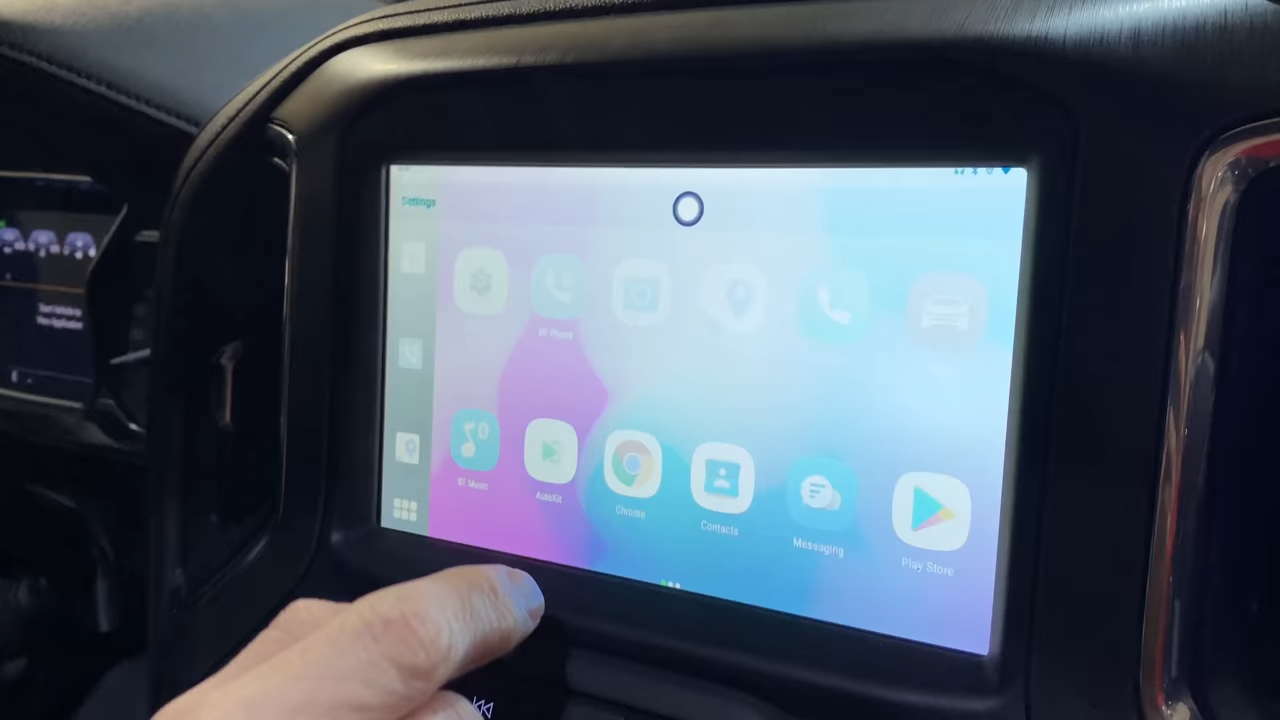 Settings
BT Phone
BT Music
AutoKit
Chrome
Contacts
Messaging
Play Store